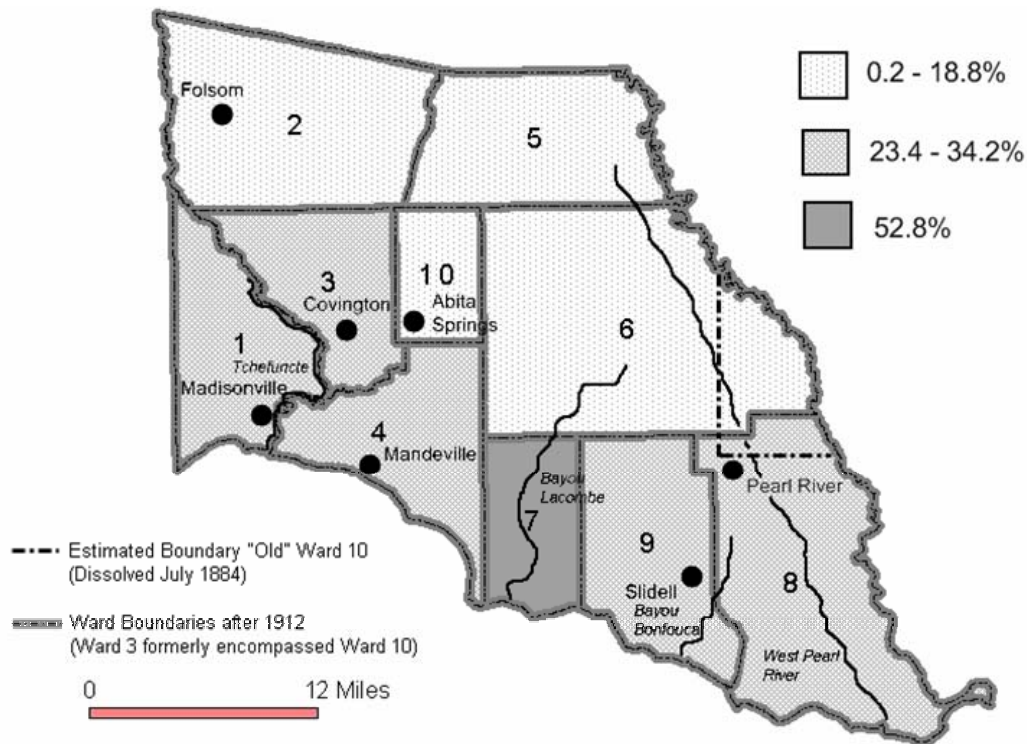 Folsom
2
5
0.2 - 18.8%
23.4 - 34.2%
52.8%
3
Covington
10
Abita
Springs
6
1
Tchefuncte
Madisonville
4
Mandeville
Bayou
Lacombe
7
Pearl River
9
Slidell
Bayou
Bonfouca
8
West Pearl
River
Estimated Boundary "Old" Ward 10
(Dissolved July 1884)
Ward Boundaries after 1912
(Ward 3 formerly encompassed Ward 10)
0
12 Miles